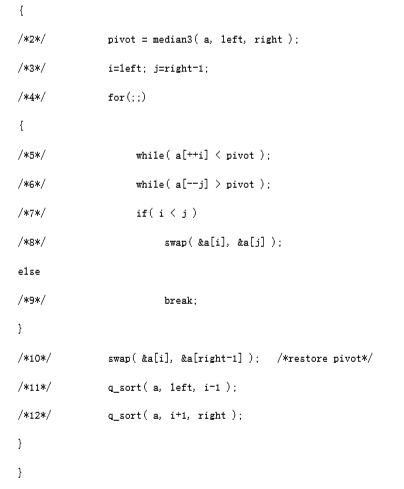 {
/*2*/ pivot = median3( a, left, right );
/*3*/ i=left; j=right-1;
/*4*/ for(;;)
{
/*5*/ while( a[++i] < pivot );
/*6*/ while( a[--j] > pivot );
/*7*/ if( i < j )
/*8*/ swap( &a[i], &a[j] );
else
/*9*/ break;
}
/*10*/ swap( &a[i], &a[right-1] ); /*restore pivot*/
/*11*/ q_sort( a, left, i-1 );
/*12*/ q_sort( a, i+1, right );
}
}